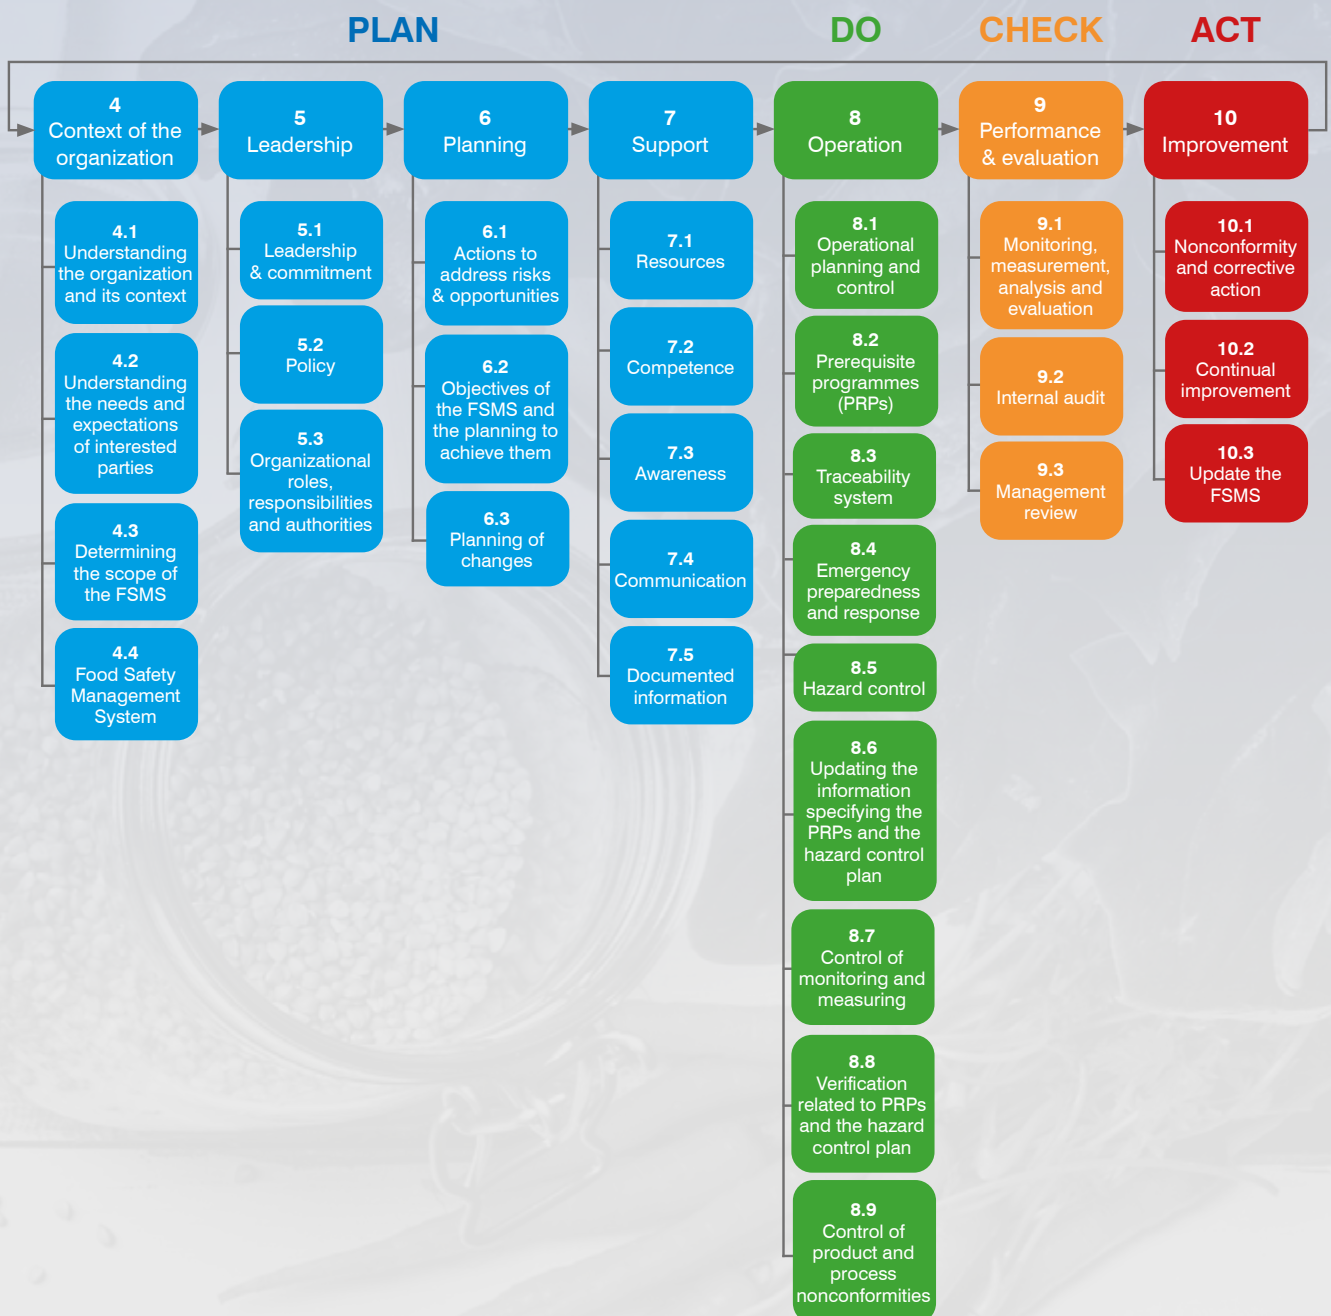 PLAN
DO
CHECK
ACT
4
Context of the
organization
5
Leadership
6
Planning
7
Support
8
Operation
9
Performance
& evaluation
10
Improvement
4.1
Understanding
the organization
and its context
4.2
Understanding
the needs and
expectations
of interested
parties
4.3
Determining
the scope of
the FSMS
4.4
Food Safety
Management
System
5.1
Leadership
& commitment
5.2
Policy
5.3
Organizational
roles,
responsibilities
and authorities
6.1
Actions to
address risks
& opportunities
6.2
Objectives of
the FSMS and
the planning to
achieve them
6.3
Planning of
changes
7.1
Resources
7.2
Competence
7.3
Awareness
7.4
Communication
7.5
Documented
information
8.1
Operational
planning and
control
8.2
Prerequisite
programmes
(PRPs)
8.3
Traceability
system
8.4
Emergency
preparedness
and response
8.5
Hazard control
8.6
Updating the
information
specifying the
PRPs and the
hazard control
plan
8.7
Control of
monitoring and
measuring
8.8
Verification
related to PRPs
and the hazard
control plan
8.9
Control of
product and
process
nonconformities
9.1
Monitoring,
measurement,
analysis and
evaluation
9.2
Internal audit
9.3
Management
review
10.1
Nonconformity
and corrective
action
10.2
Continual
improvement
10.3
Update the
FSMS